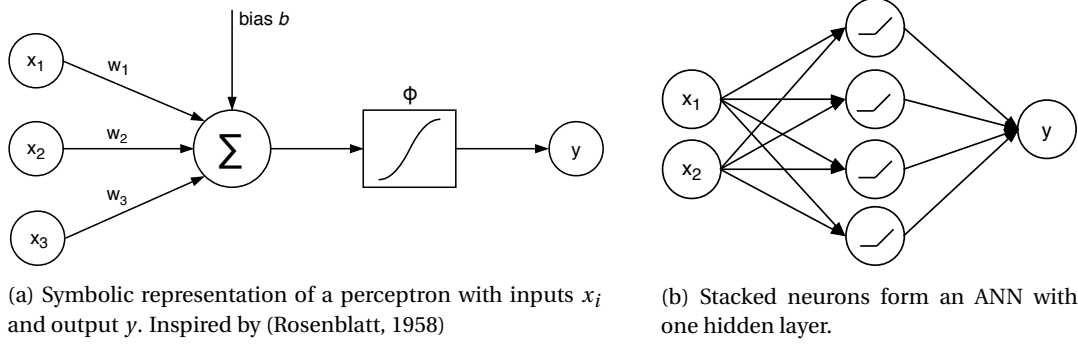 bias b
x1
w1
Φ
x2
w2
Σ
y
w3
x3
x1
x2
y
(a) Symbolic representation of a perceptron with inputs xi
and output y. Inspired by (Rosenblatt, 1958)
(b) Stacked neurons form an ANN with
one hidden layer.